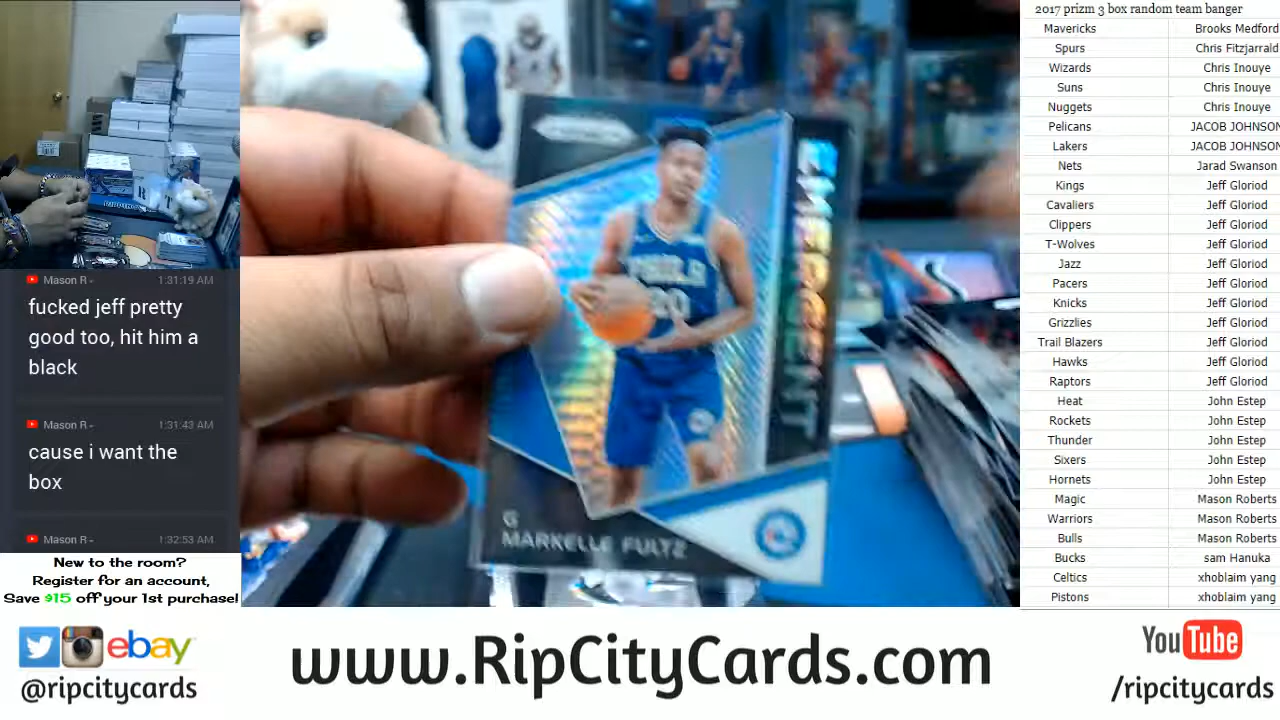 2017 prizm 3 box random team banger
Mavericks Brooks Medford
Spurs Chris Fitzjarrald
Wizards Chris Inouye
Suns Chris Inouye
Nuggets Chris Inouye
Pelicans JACOB JOHNSON
Lakers JACOB JOHNSON
Nets Jarad Swanson
Kings Jeff Gloriod
Cavaliers Jeff Gloriod
Clippers Jeff Gloriod
T-Wolves Jeff Gloriod
Jazz Jeff Gloriod
Pacers Jeff Gloriod
Knicks Jeff Gloriod
Grizzlies Jeff Gloriod
Trail Blazers Jeff Gloriod
Hawks Jeff Gloriod
Raptors Jeff Gloriod
Heat John Estep
Rockets John Estep
Thunder John Estep
Sixers John Estep
Hornets John Estep
Magic Mason Roberts
Warriors Mason Roberts
Bulls Mason Roberts
Bucks sam Hanuka
Celtics xhoblaim yang
Pistons xhoblaim yang
Mason R- 1:31:19 AM
fucked jeff pretty
good too, hit him a
black
Mason R- 1:31:43 AM
cause i want the
box
Mason R- 1:32:53 AM
New to the room?
Register for an account,
Save $15 off your 1st purchase!
PHILA
20
G
MARKELLE FULTZ
ebay
@ripcitycards
www.RipCityCards.com
YouTube
/ripcitycards